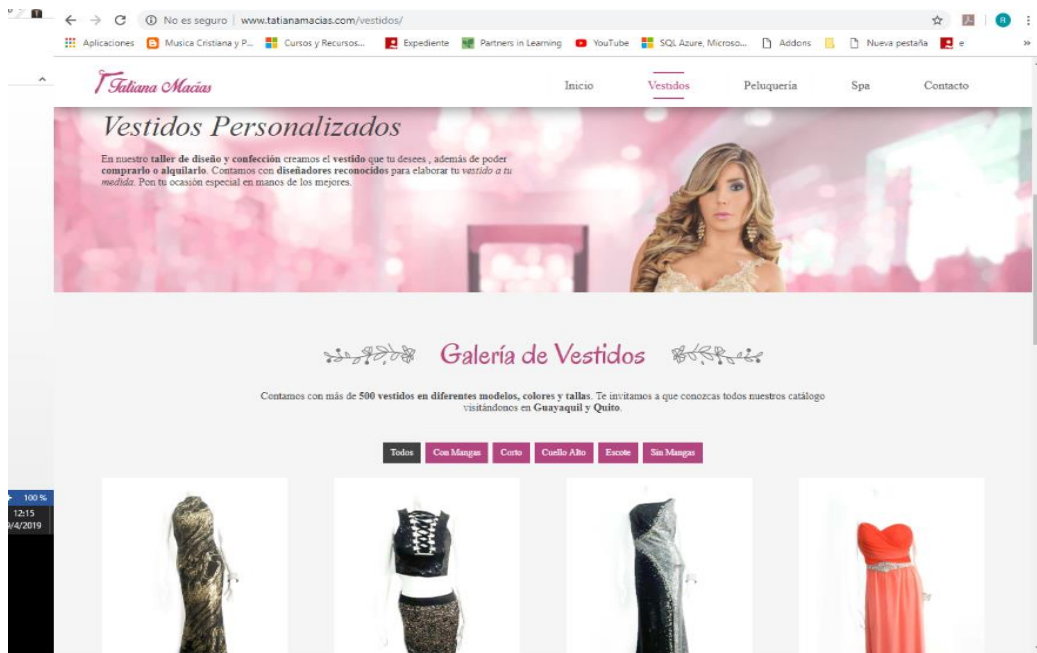 No es seguro | www.tatianamacias.com/vestidos/
Aplicaciones Musica Cristiana y P... Cursos y Recursos... Expediente Partners in Learning YouTube SQL Azure, Microso... Addons Nueva pestaña e »
Tatiana Macías
Inicio Vestidos Peluquería Spa Contacto
Vestidos Personalizados
En nuestro taller de diseño y confección creamos el vestido que tu desees , además de poder
comprarlo o alquilarlo. Contamos con diseñadores reconocidos para elaborar tu vestido a tu
medida. Pon tu ocasión especial en manos de los mejores.
Galería de Vestidos
Contamos con más de 500 vestidos en diferentes modelos, colores y tallas. Te invitamos a que conozcas todos nuestros catálogo
visitándonos en Guayaquil y Quito.
Todos Con Mangas Corto Cuello Alto Escote Sin Mangas
100 %
12:15
9/4/2019